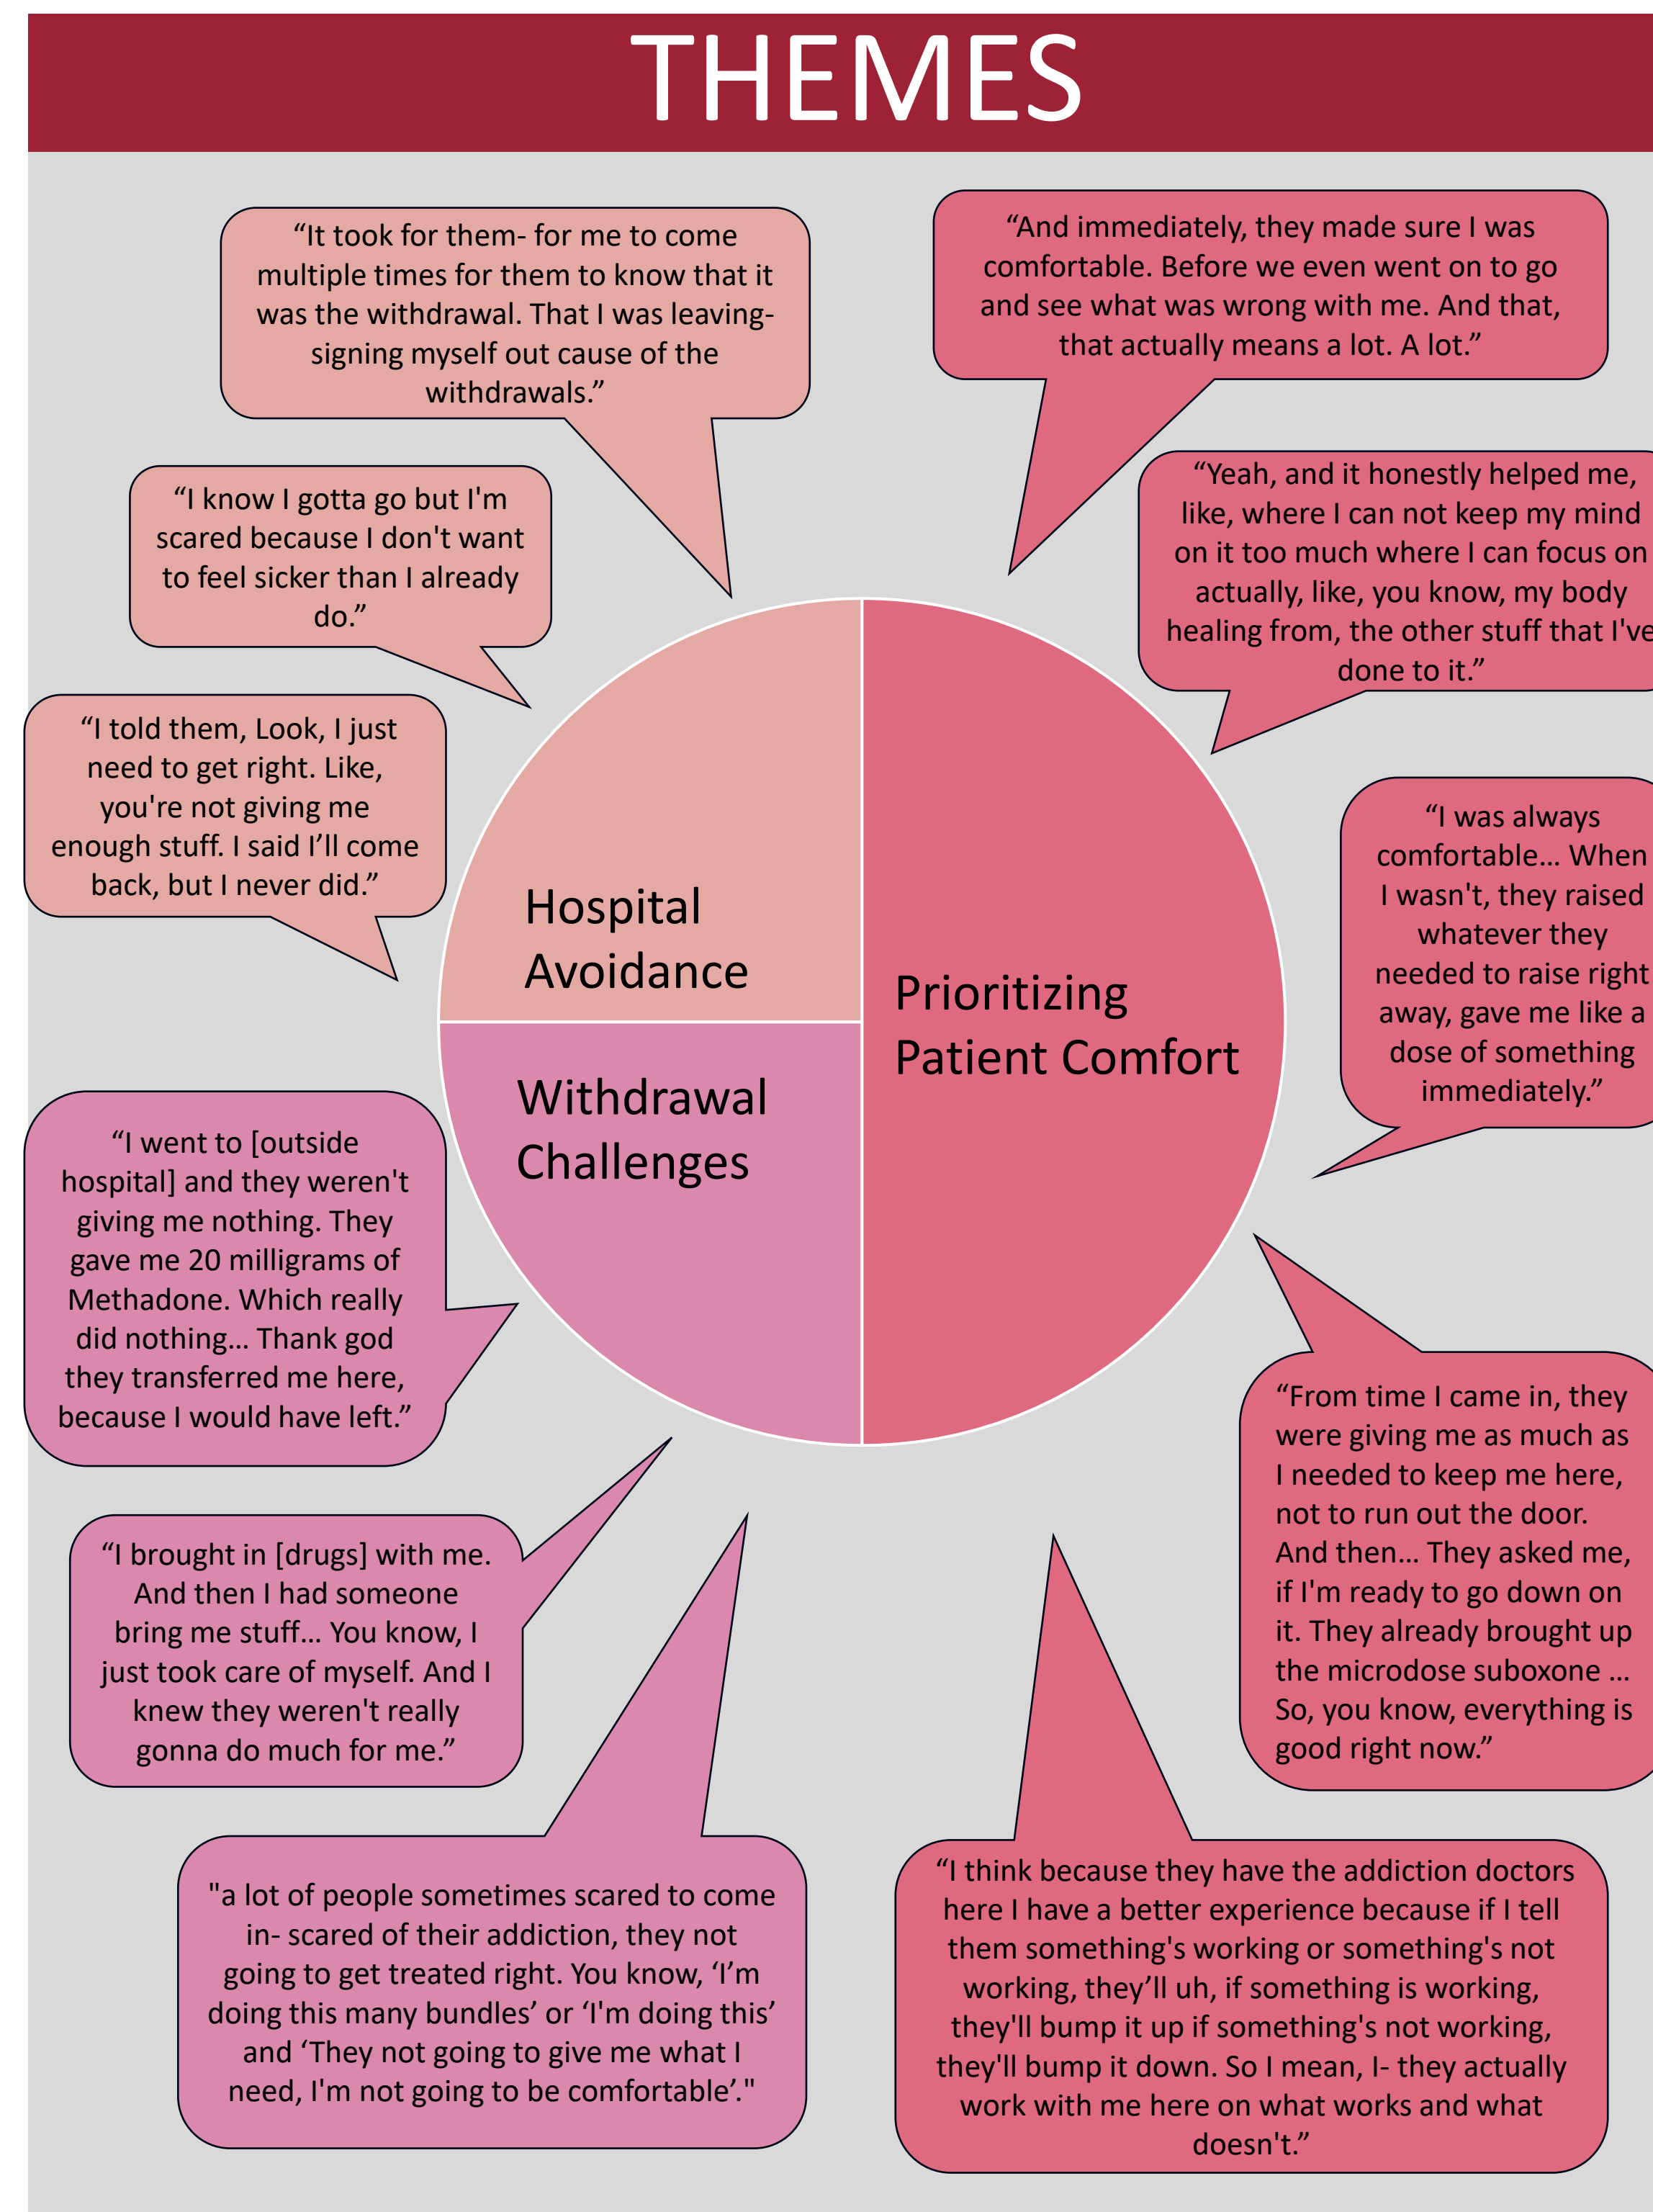 THEMES
“It took for them- for me to come
multiple times for them to know that it
was the withdrawal. That I was leaving-
signing myself out cause of the
withdrawals.”
“I know I gotta go but I'm
scared because I don't want
to feel sicker than I already
do.”
“I told them, Look, I just
need to get right. Like,
you're not giving me
enough stuff. I said I’ll come
back, but I never did.”
Hospital
Avoidance
Withdrawal
Challenges
“I went to [outside
hospital] and they weren't
giving me nothing. They
gave me 20 milligrams of
Methadone. Which really
did nothing... Thank god
they transferred me here,
because I would have left.”
“I brought in [drugs] with me.
And then I had someone
bring me stuff... You know, I
just took care of myself. And I
knew they weren't really
gonna do much for me.”
"a lot of people sometimes scared to come
in- scared of their addiction, they not
going to get treated right. You know, ‘I’m
doing this many bundles’ or ‘I'm doing this’
and ‘They not going to give me what I
need, I'm not going to be comfortable’."
“And immediately, they made sure I was
comfortable. Before we even went on to go
and see what was wrong with me. And that,
that actually means a lot. A lot.”
“Yeah, and it honestly helped me,
like, where I can not keep my mind
on it too much where I can focus on
actually, like, you know, my body
healing from, the other stuff that I've
done to it.”
Prioritizing
Patient Comfort
“I was always
comfortable... When
I wasn't, they raised
whatever they
needed to raise right
away, gave me like a
dose of something
immediately.”
“From time I came in, they
were giving me as much as
I needed to keep me here,
not to run out the door.
And then... They asked me,
if I'm ready to go down on
it. They already brought up
the microdose suboxone ...
So, you know, everything is
good right now.”
“I think because they have the addiction doctors
here I have a better experience because if I tell
them something's working or something's not
working, they’ll uh, if something is working,
they'll bump it up if something's not working,
they'll bump it down. So I mean, I- they actually
work with me here on what works and what
doesn't.”